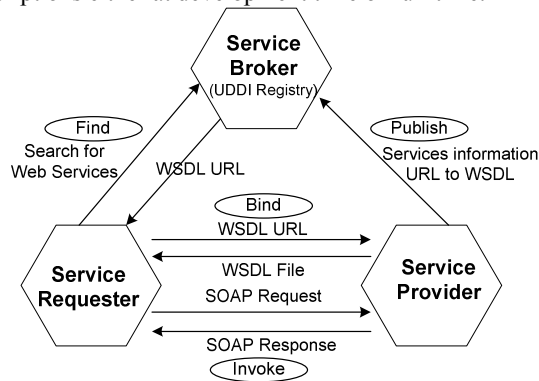 Service
Broker
(UDDI Registry)
Find
Search for
Web Services
WSDL URL
Publish
Services information
URL to WSDL
Bind
WSDL URL
WSDL File
SOAP Request
SOAP Response
Invoke
Service
Requester
Service
Provider